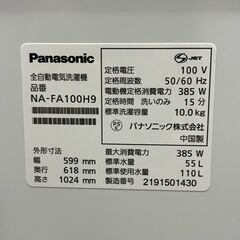 Panasonic
全自動電気洗濯機
品番
NA-FA100H9
外形寸法
幅 599 mm
奥行 618 mm
高さ 1024 mm
S-JET
定格電圧 100 V
定格周波数 50/60 Hz
電動機定格消費電力 385 W
定格時間 洗いのみ 15 分
標準洗濯容量 10.0kg
PSE パナソニック株式会社
中国製
最大消費電力 385 W
標準水量 55 L
標準使用水量 110 L
製造番号 2191501430